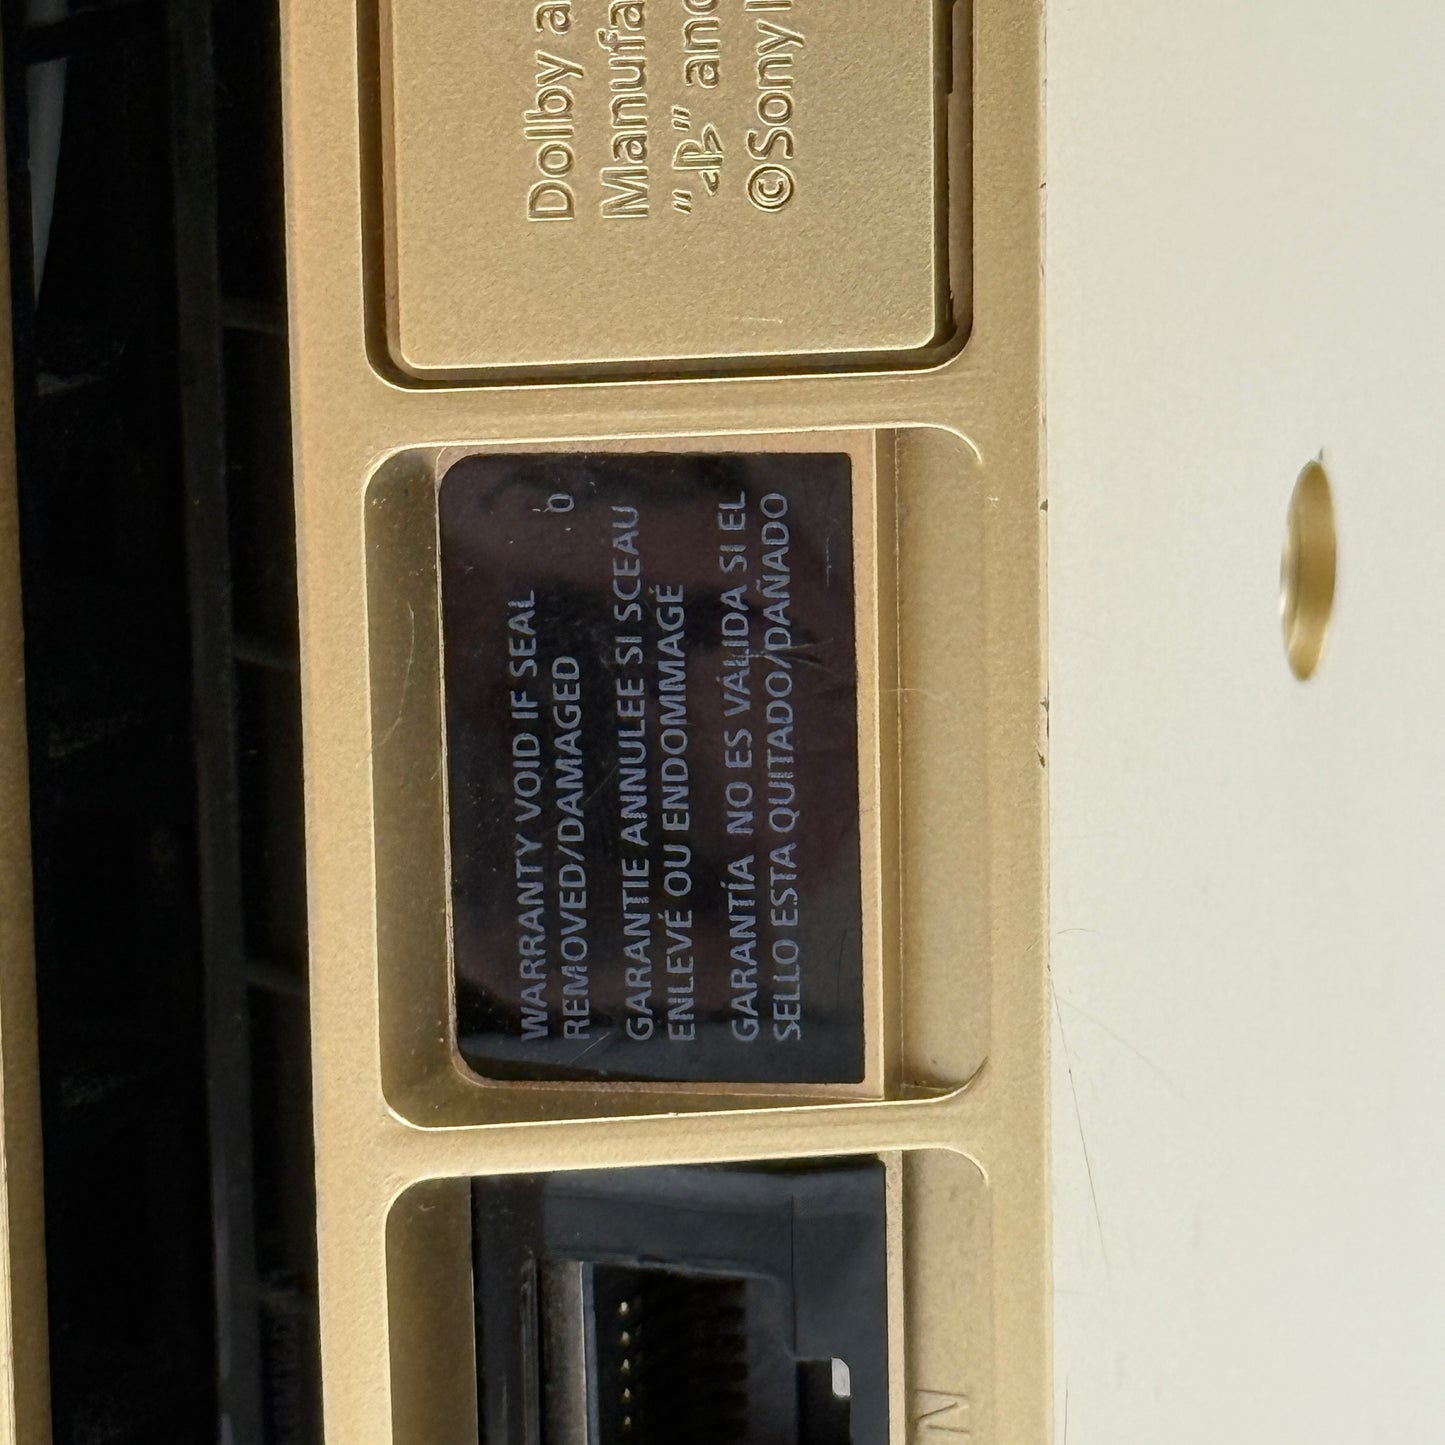 Dolby a
Manufa
" " and
©Sony
WARRANTY VOID IF SEAL
REMOVED/DAMAGED
GARANTIE ANNULEE SI SCEAU
ENLEVÉ OU ENDOMMAGÉ
GARANTÍA NO ES VÁLIDA SI EL
SELLO ESTA QUITADO/DAÑADO